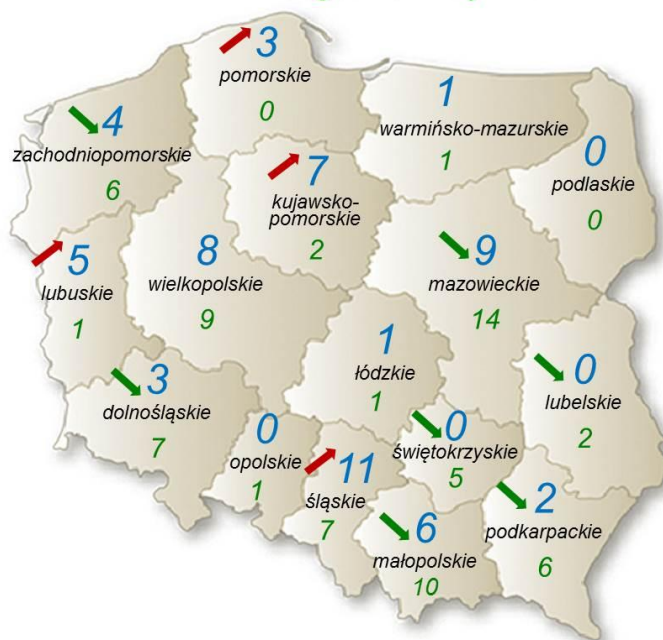 3
pomorskie
0
4
zachodniopomorskie
6
1
warmińsko-mazurskie
1
0
podlaskie
0
7
kujawsko-
pomorskie
2
5
lubuskie
1
8
wielkopolskie
9
9
mazowieckie
14
1
łódzkie
1
3
dolnośląskie
7
0
lubelskie
2
0
opolskie
1
11
śląskie
7
0
świętokrzyskie
5
6
małopolskie
10
2
podkarpackie
6